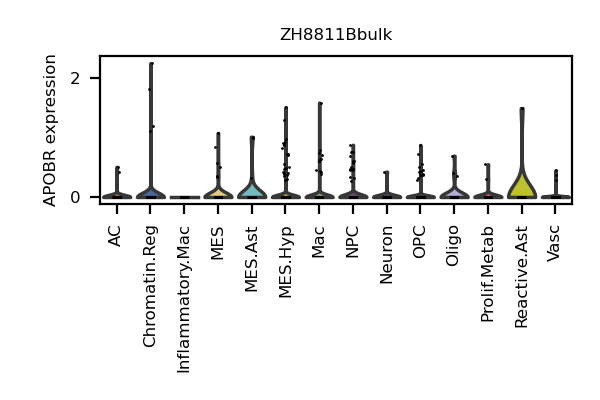 ZH8811Bbulk
APOBR expression
2
0
AC
Chromatin.Reg
Inflammatory.Mac
MES
MES.Ast
MES.Hyp
Mac
NPC
Neuron
OPC
Oligo
Prolif.Metab
Reactive.Ast
Vasc